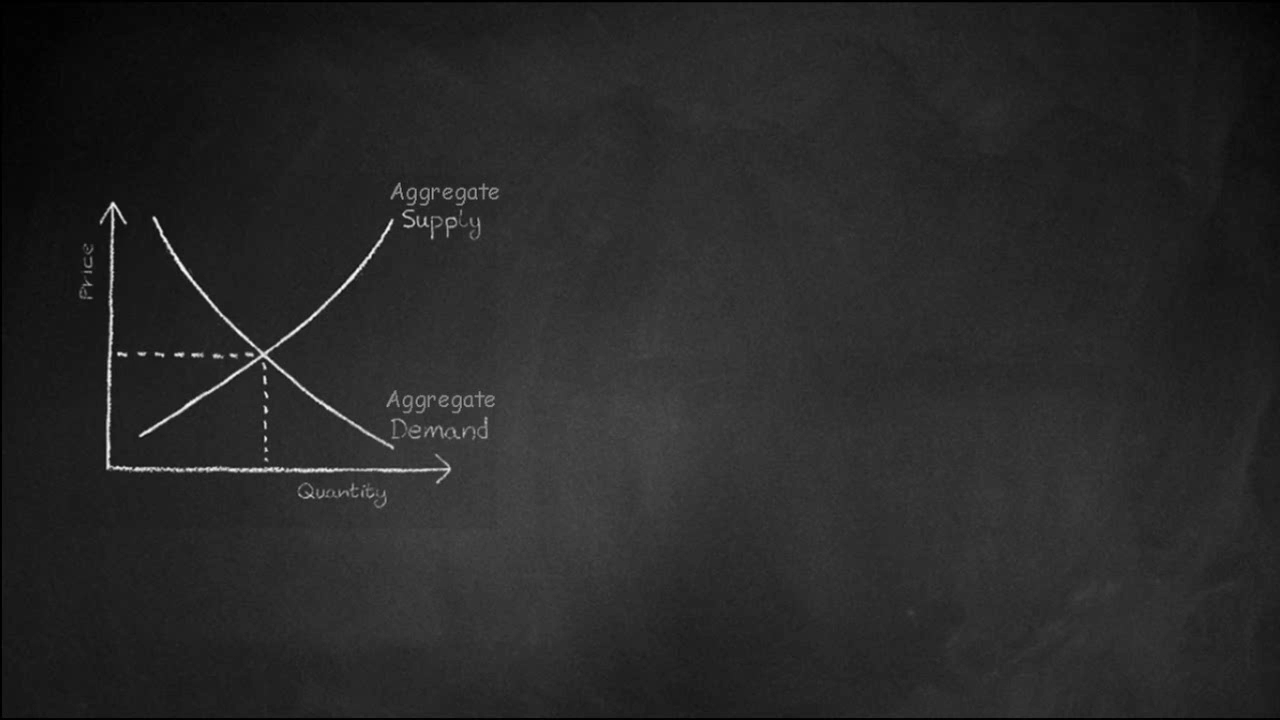 Aggregate
Supply
Price
Aggregate
Demand
Quantity